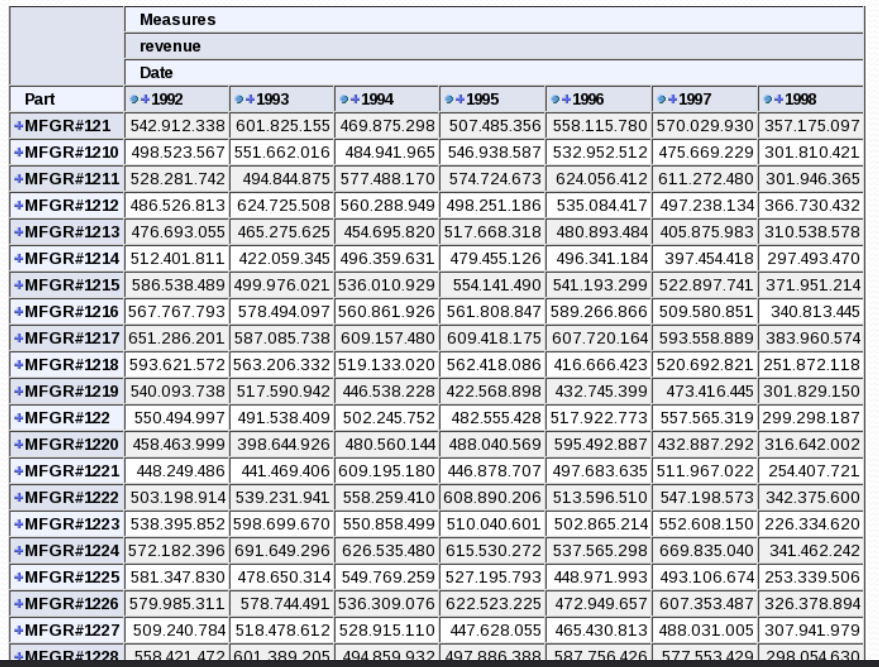 Measures
revenue
Date
Part 1992 1993 1994 1995 1996 1997 1998
MFGR#121 542.912.338 601.825.155 469.875.298 507.485.356 558.115.780 570.029.930 357.175.097
MFGR#1210 498.523.567 551.662.016 484.941.965 546.938.587 532.952.512 475.669.229 301.810.421
MFGR#1211 528.281.742 494.844.875 577.488.170 574.724.673 624.056.412 611.272.480 301.946.365
MFGR#1212 486.526.813 624.725.508 560.288.949 498.251.186 535.084.417 497.238.134 366.730.432
MFGR#1213 476.693.055 465.275.625 454.695.820 517.668.318 480.893.484 405.875.983 310.538.578
MFGR#1214 512.401.811 422.059.345 496.359.631 479.455.126 496.341.184 397.454.418 297.493.470
MFGR#1215 586.538.489 499.976.021 536.010.929 554.141.490 541.193.299 522.897.741 371.951.214
MFGR#1216 567.767.793 578.494.097 560.861.926 561.808.847 589.266.866 509.580.851 340.813.445
MFGR#1217 651.286.201 587.085.738 609.157.480 609.418.175 607.720.164 593.558.889 383.960.574
MFGR#1218 593.621.572 563.206.332 519.133.020 562.418.086 416.666.423 520.692.821 251.872.118
MFGR#1219 540.093.738 517.590.942 446.538.228 422.568.898 432.745.399 473.416.445 301.829.150
MFGR#122 550.494.997 491.538.409 502.245.752 482.555.428 517.922.773 557.565.319 299.298.187
MFGR#1220 458.463.999 398.644.926 480.560.144 488.040.569 595.492.887 432.887.292 316.642.002
MFGR#1221 448.249.486 441.469.406 609.195.180 446.878.707 497.683.635 511.967.022 254.407.721
MFGR#1222 503.198.914 539.231.941 558.259.410 608.890.206 513.596.510 547.198.573 342.375.600
MFGR#1223 538.395.852 598.699.670 550.858.499 510.040.601 502.865.214 552.608.150 226.334.620
MFGR#1224 572.182.396 691.649.296 626.535.480 615.530.272 537.565.298 669.835.040 341.462.242
MFGR#1225 581.347.830 478.650.314 549.769.259 527.195.793 448.971.993 493.106.674 253.339.506
MFGR#1226 579.985.311 578.744.491 536.309.076 622.523.225 472.949.657 607.353.487 326.378.894
MFGR#1227 509.240.784 518.478.612 528.915.110 447.628.055 465.430.813 488.031.005 307.941.979
MFGR#1228 558.421.472 601.389.205 494.859.932 497.886.388 587.756.426 577.553.429 298.054.630